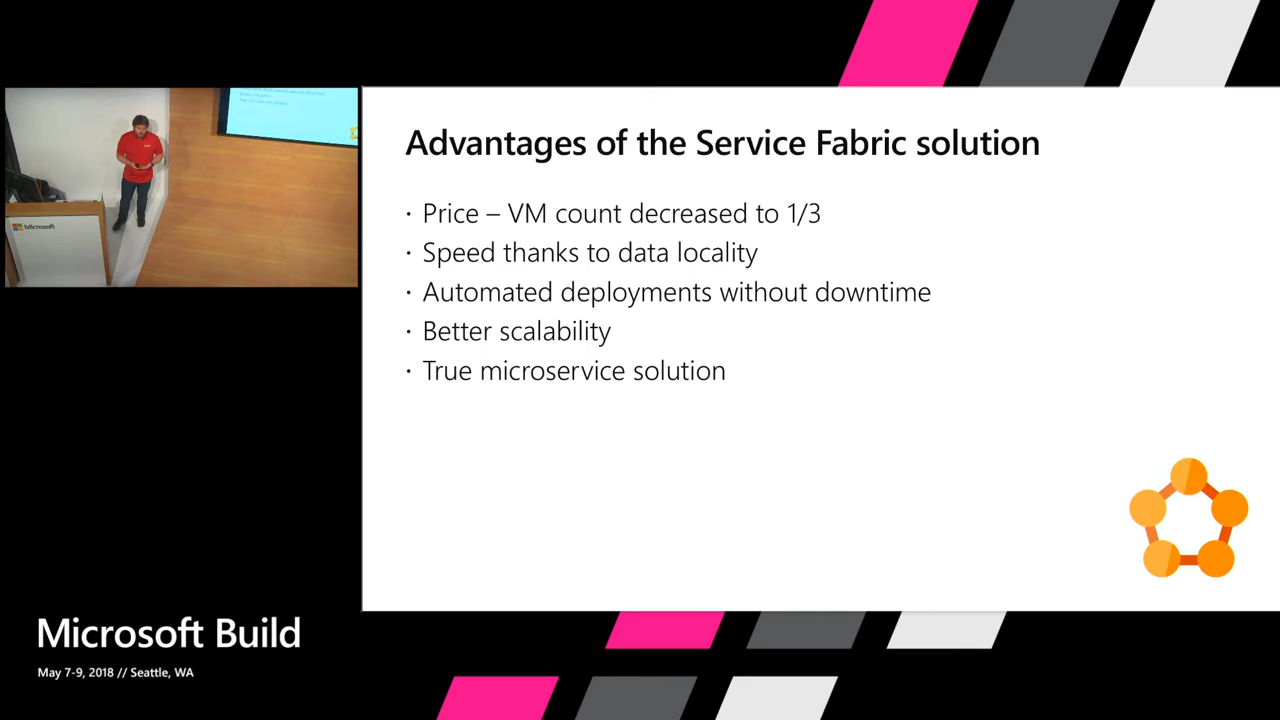 Microsoft
Advantages of the Service Fabric solution
· Price – VM count decreased to 1/3
· Speed thanks to data locality
· Automated deployments without downtime
· Better scalability
· True microservice solution
Microsoft Build
May 7-9, 2018 // Seattle, WA